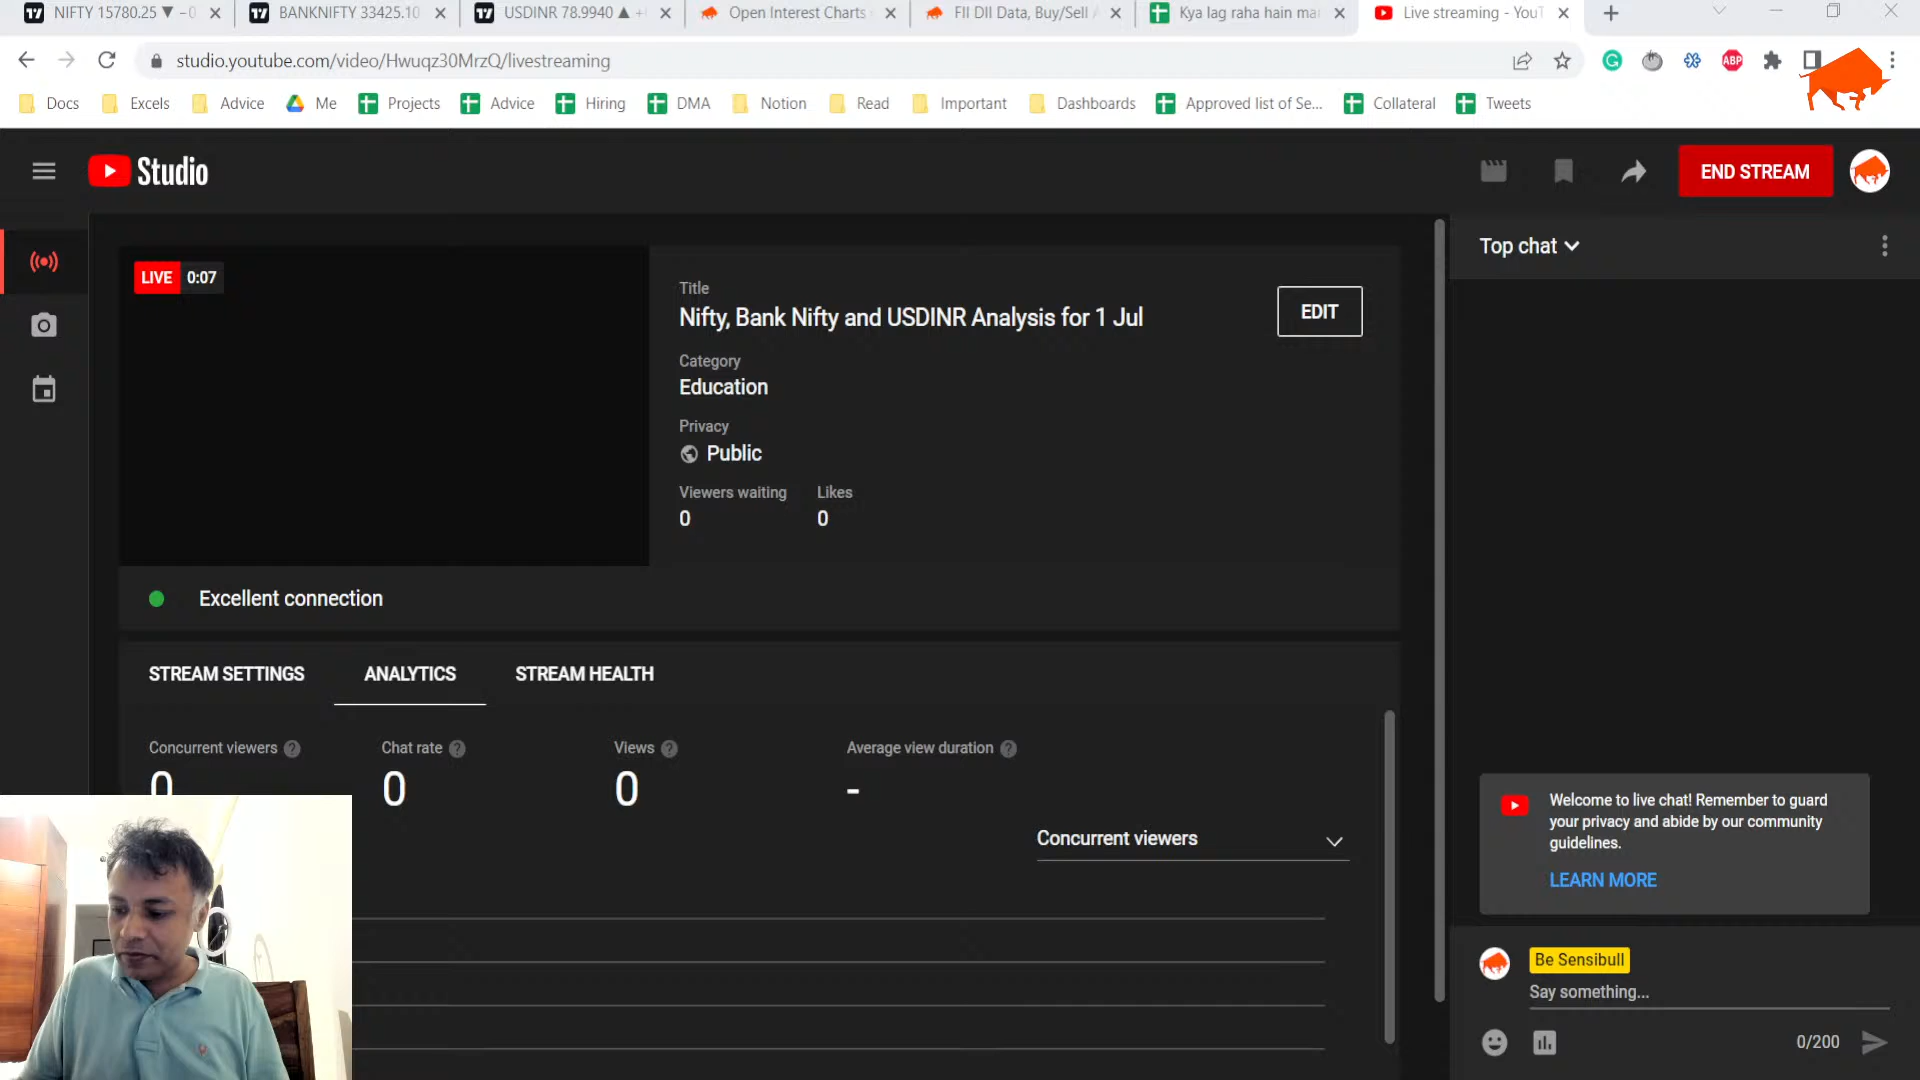 NIFTY 15780.25 ▼ −0
BANKNIFTY 33425.10
USDINR 78.9940 ▲ +
Open Interest Charts
FII DII Data, Buy/Sell
Kya lag raha hain ma
Live streaming - YouT
studio.youtube.com/video/Hwuqz30MrzQ/livestreaming
ABP
Docs Excels Advice Me Projects Advice Hiring DMA Notion Read Important Dashboards Approved list of Se... Collateral Tweets
Studio
END STREAM
LIVE 0:07
Title
Nifty, Bank Nifty and USDINR Analysis for 1 Jul
EDIT
Category
Education
Privacy
Public
Viewers waiting Likes
0 0
Excellent connection
STREAM SETTINGS ANALYTICS STREAM HEALTH
Concurrent viewers Chat rate Views Average view duration
0 0 0 -
Concurrent viewers
Top chat
Welcome to live chat! Remember to guard
your privacy and abide by our community
guidelines.
LEARN MORE
Be Sensibull
Say something...
0/200